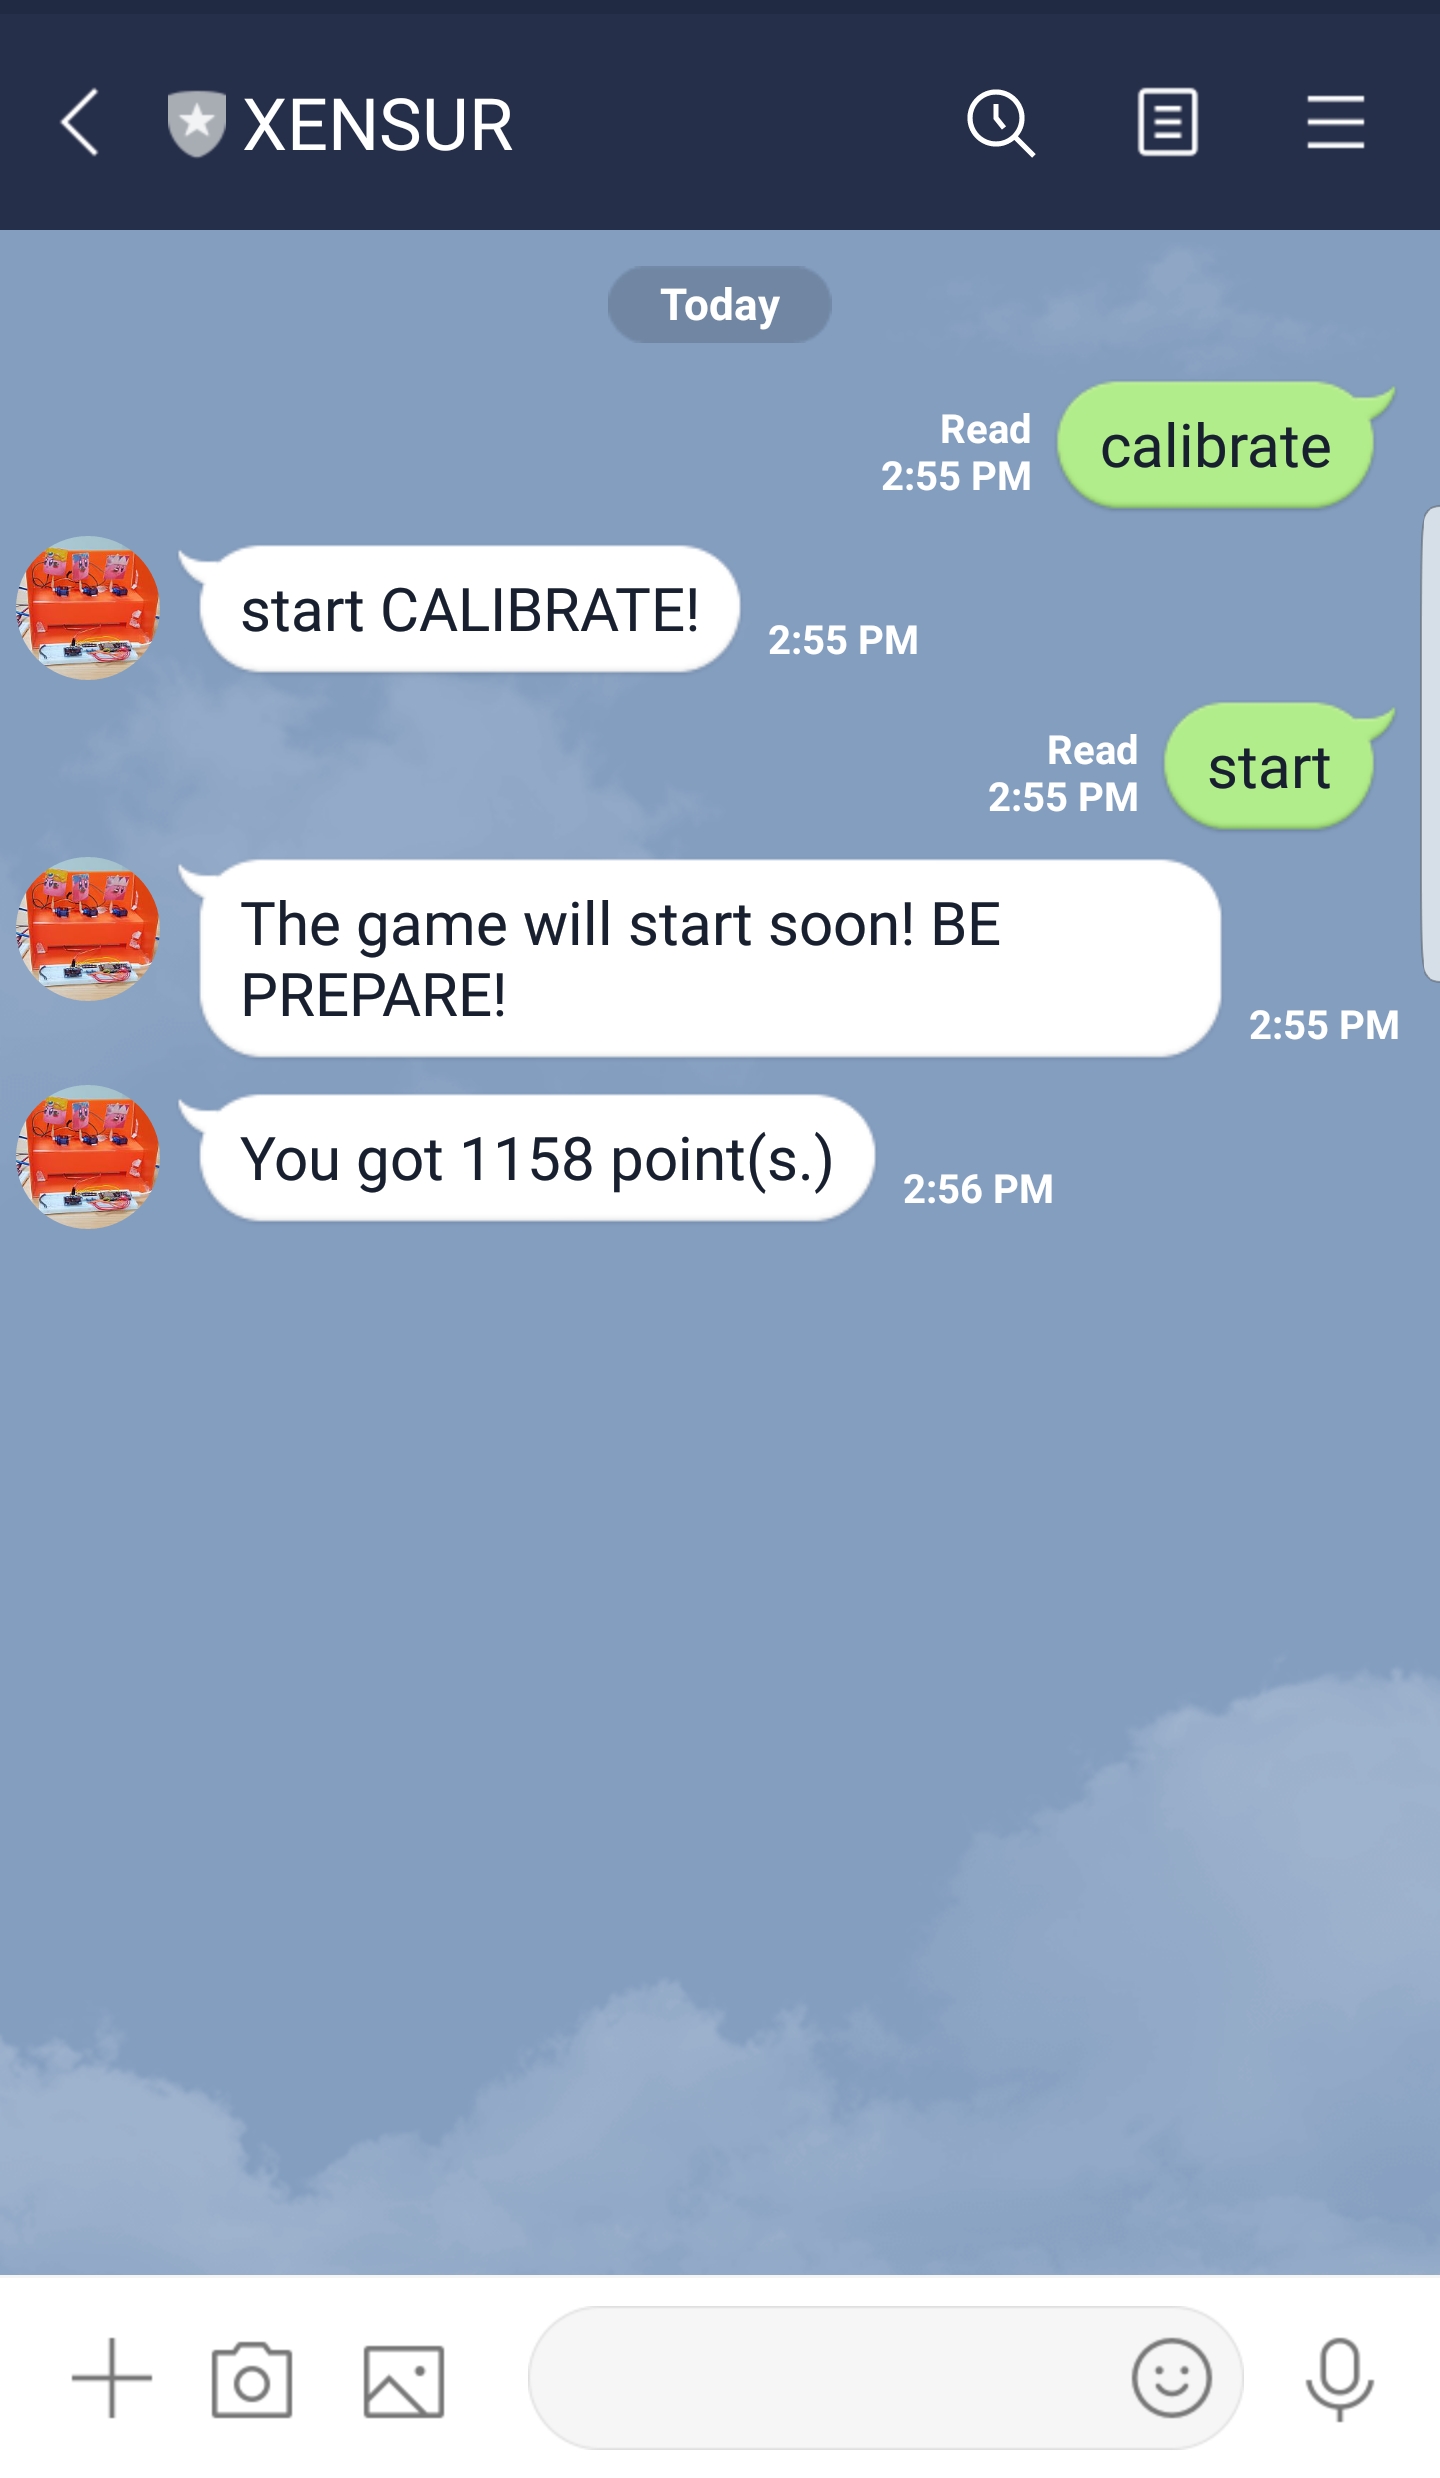 XENSUR
Today
Read
2:55 PM
calibrate
start CALIBRATE!
2:55 PM
Read
2:55 PM
start
The game will start soon! BE
PREPARE!
2:55 PM
You got 1158 point(s.)
2:56 PM